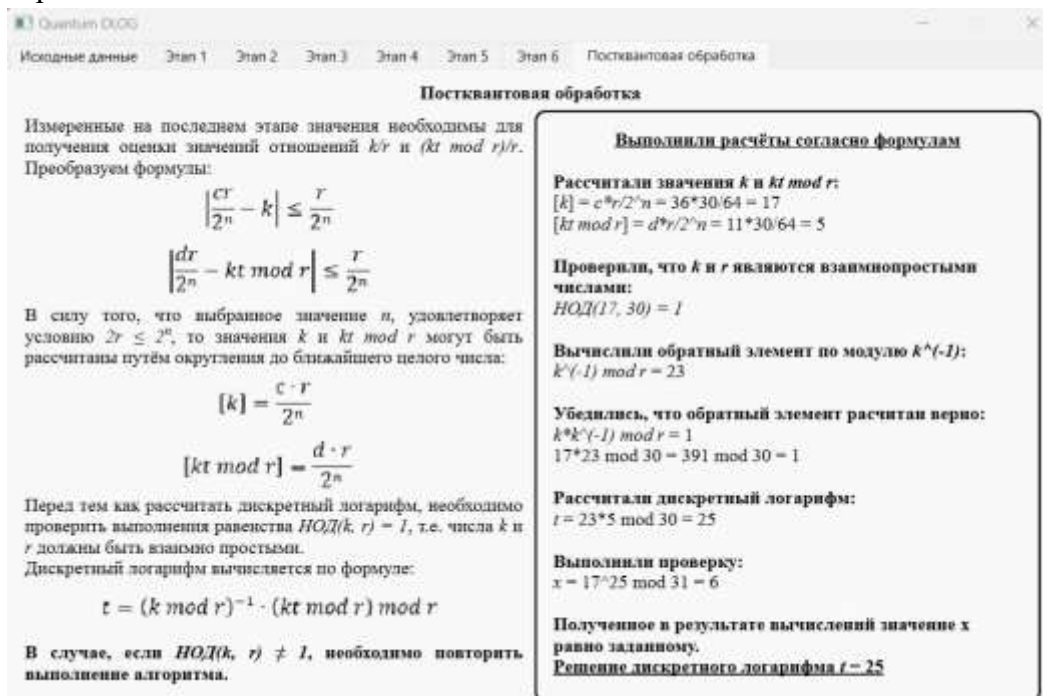 Quantum DLOG
Исходные данные Этап 1 Этап 2 Этап 3 Этап 4 Этап 5 Этап 6 Постквантовая обработка
Постквантовая обработка
Измеренные на последнем этапе значения необходимы для
получения оценки значений отношений k/r и (kt mod r)/r.
Преобразуем формулы:
|cr/2^n − k| ≤ r/2^n
|dr/2^n − kt mod r| ≤ r/2^n
В силу того, что выбранное значение n, удовлетворяет
условию 2r ≤ 2^n, то значения k и kt mod r могут быть
рассчитаны путём округления до ближайшего целого числа:
[k] = c · r/2^n
[kt mod r] = d · r/2^n
Перед тем как рассчитать дискретный логарифм, необходимо
проверить выполнения равенства НОД(k, r) = 1, т.е. числа k и
r должны быть взаимно простыми.
Дискретный логарифм вычисляется по формуле:
t = (k mod r)^−1 · (kt mod r) mod r
В случае, если НОД(k, r) ≠ 1, необходимо повторить
выполнение алгоритма.
Выполнили расчёты согласно формулам
Рассчитали значения k и kt mod r:
[k] = c*r/2^n = 36*30/64 = 17
[kt mod r] = d*r/2^n = 11*30/64 = 5
Проверили, что k и r являются взаимнопростыми
числами:
НОД(17, 30) = 1
Вычислили обратный элемент по модулю k^(-1):
k^(-1) mod r = 23
Убедились, что обратный элемент расчитан верно:
k*k^(-1) mod r = 1
17*23 mod 30 = 391 mod 30 = 1
Рассчитали дискретный логарифм:
t = 23*5 mod 30 = 25
Выполнили проверку:
x = 17^25 mod 31 = 6
Полученное в результате вычислений значение x
равно заданному.
Решение дискретного логарифма t = 25